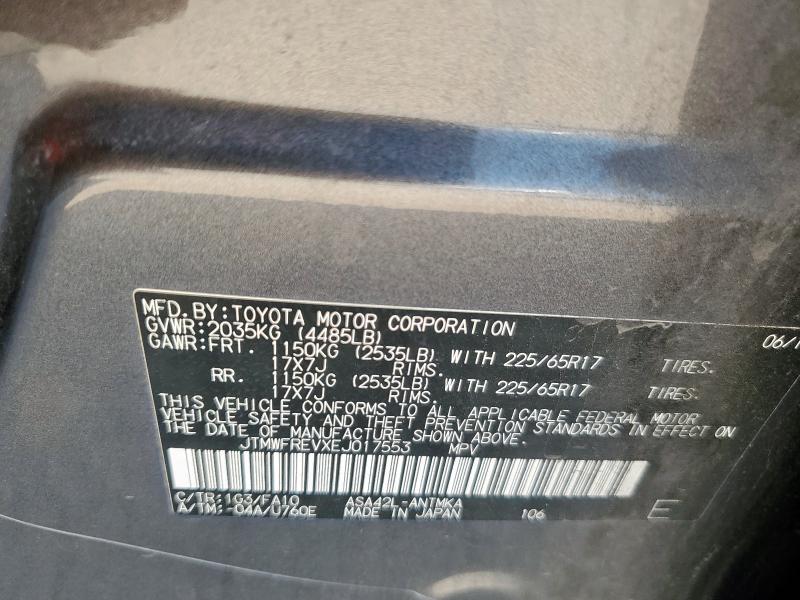 MFD. BY: TOYOTA MOTOR CORPORATION 06/1
GVWR: 2035KG (4485LB)
GAWR: FRT. 1150KG (2535LB) WITH 225/65R17 TIRES.
17X7J RIMS.
RR. 1150KG (2535LB) WITH 225/65R17 TIRES.
17X7J RIMS.
THIS VEHICLE CONFORMS TO ALL APPLICABLE FEDERAL MOTOR
VEHICLE SAFETY AND THEFT PREVENTION STANDARDS IN EFFECT ON
THE DATE OF MANUFACTURE SHOWN ABOVE.
JTMWFREVXEJ017553 MPV
C/TR: 1G3/FA10 ASA42L-ANTMKA
A/TM: -04A/U760E MADE IN JAPAN 106 E